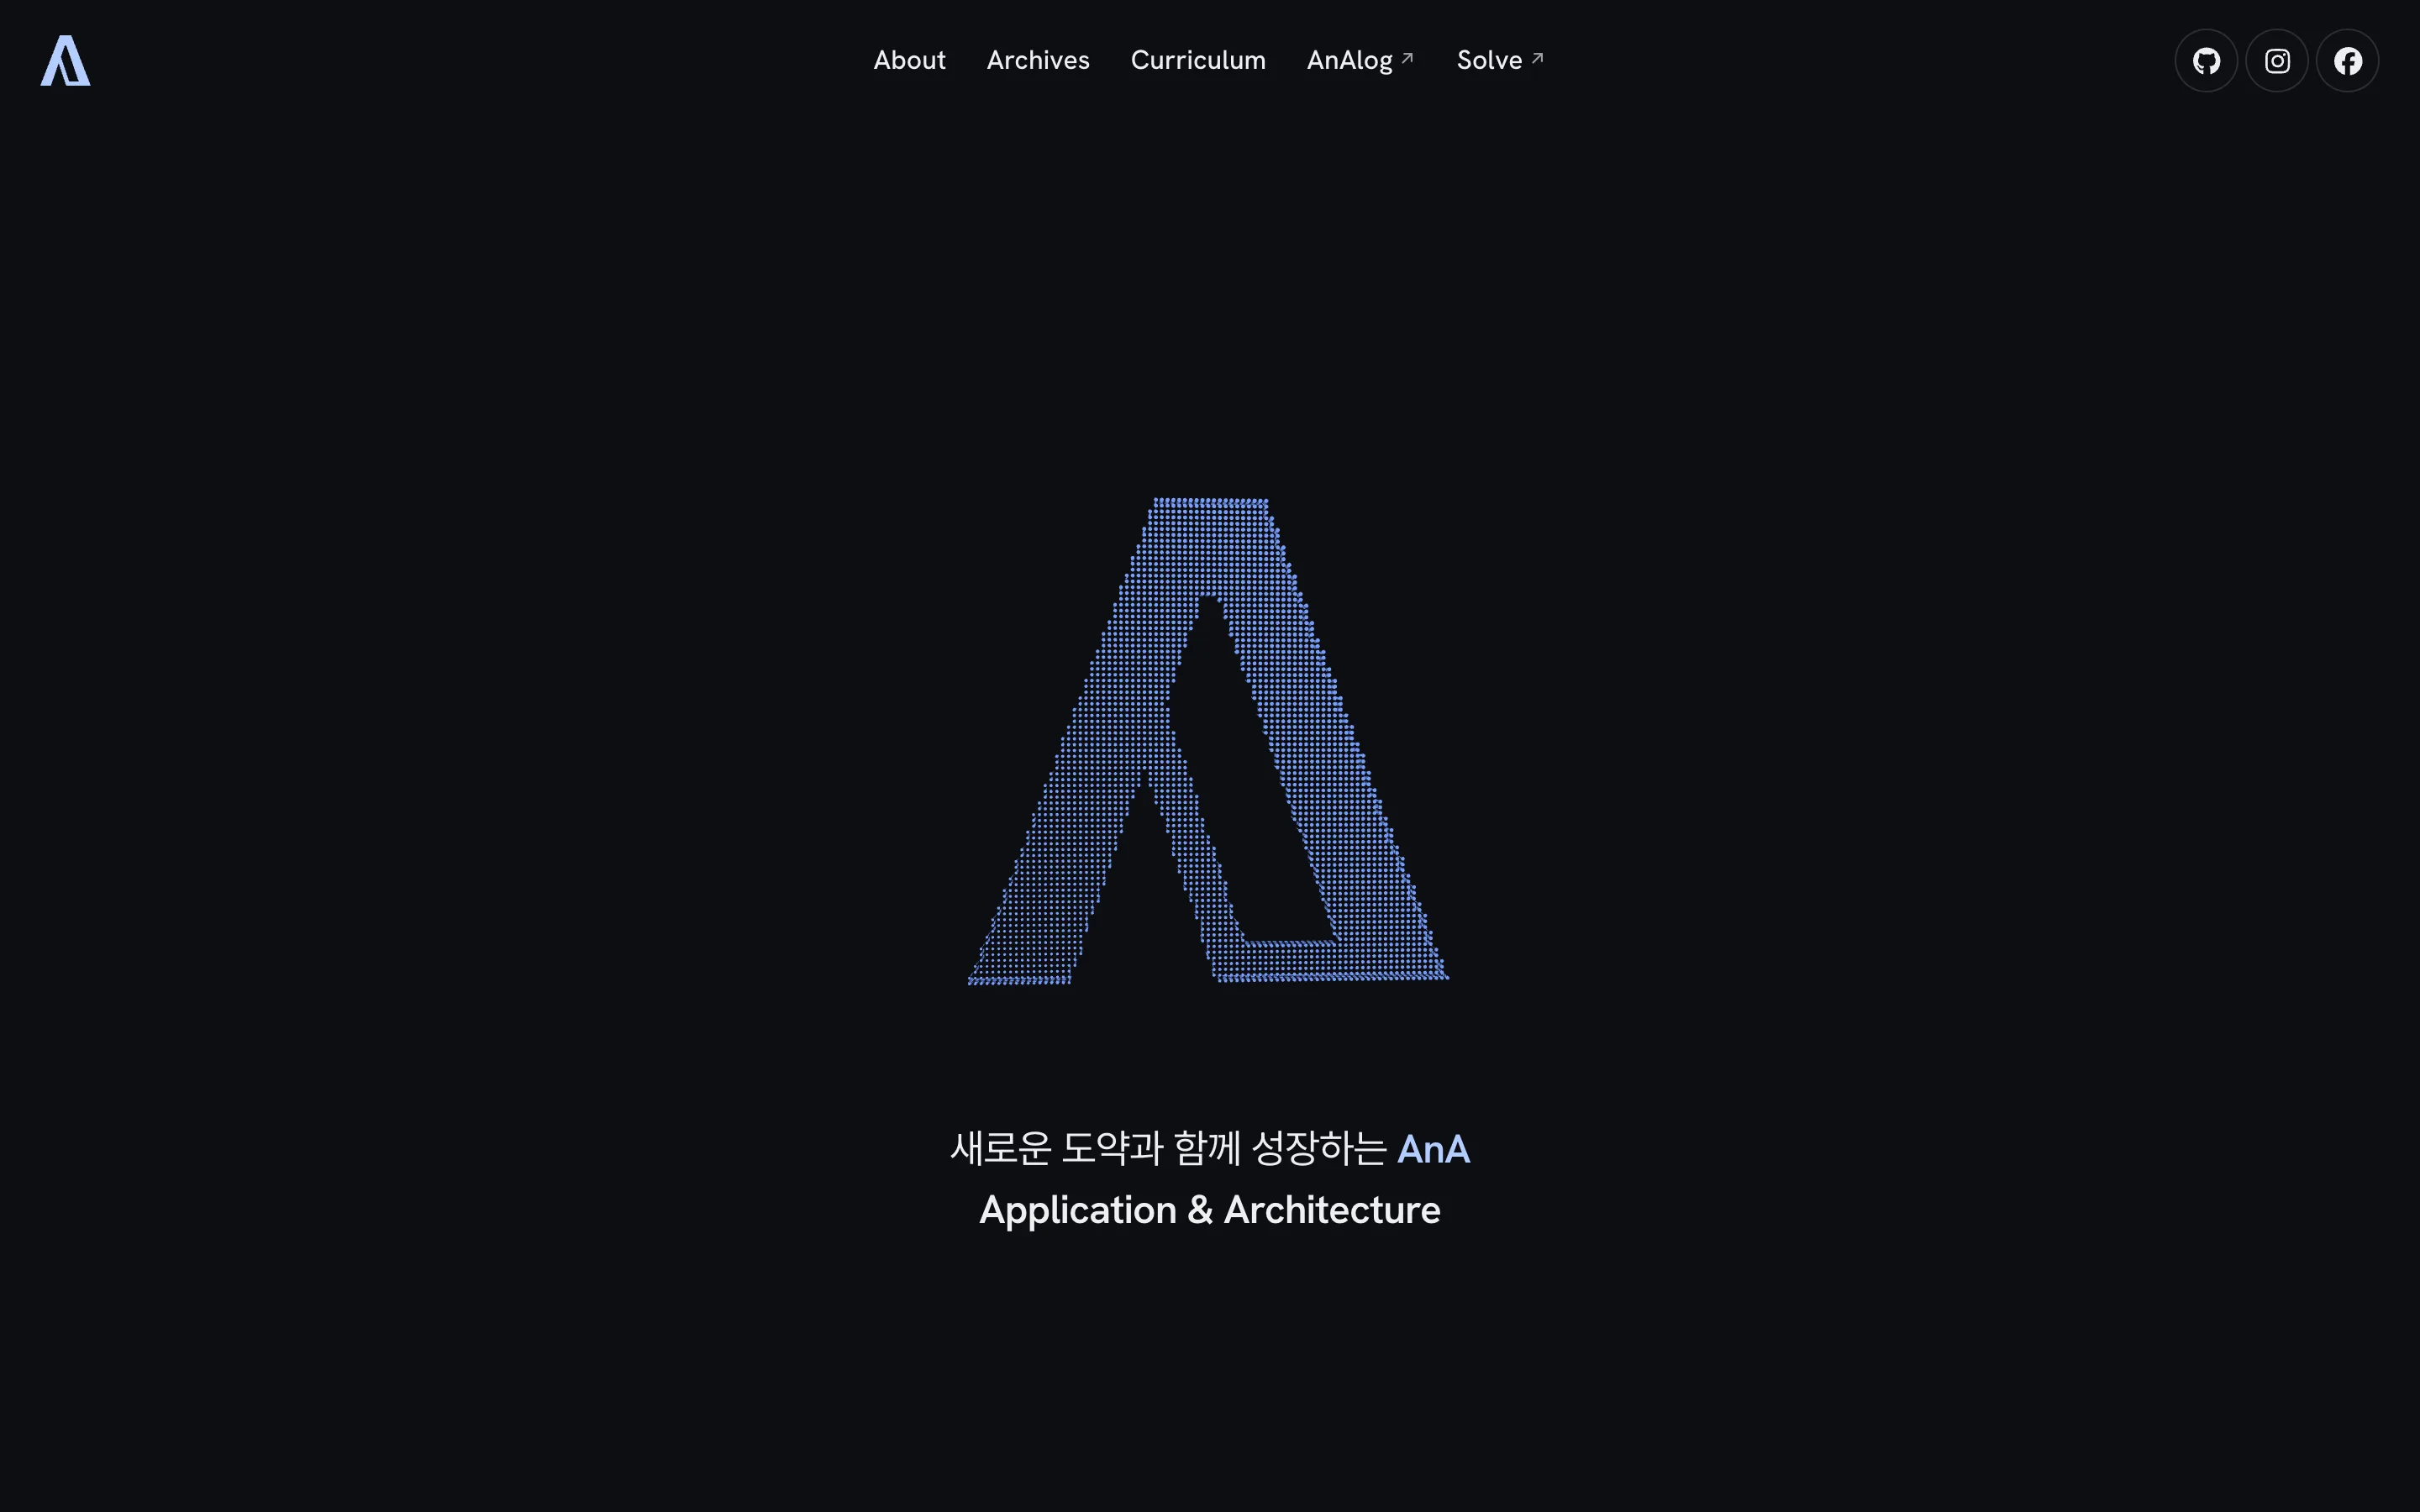 About Archives Curriculum AnAlog Solve
새로운 도약과 함께 성장하는 AnA
Application & Architecture